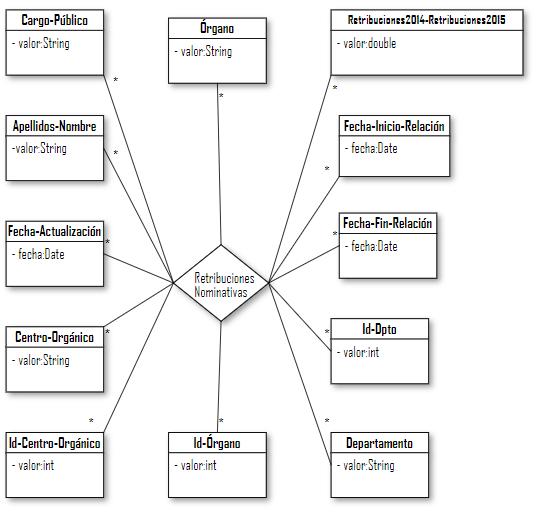 Cargo-Público
- valor:String
*
Órgano
- valor:String
*
Retribuciones2014-Retribuciones2015
- valor:double
*
Apellidos-Nombre
-valor:String
*
Fecha-Inicio-Relación
- fecha:Date
*
Fecha-Actualización
- fecha:Date
*
Fecha-Fin-Relación
- fecha:Date
*
Retribuciones
Nominativas
Centro-Orgánico
- valor:String
*
Id-Dpto
- valor:int
*
Id-Centro-Orgánico
- valor:int
*
Id-Órgano
- valor:int
*
Departamento
- valor:String
*